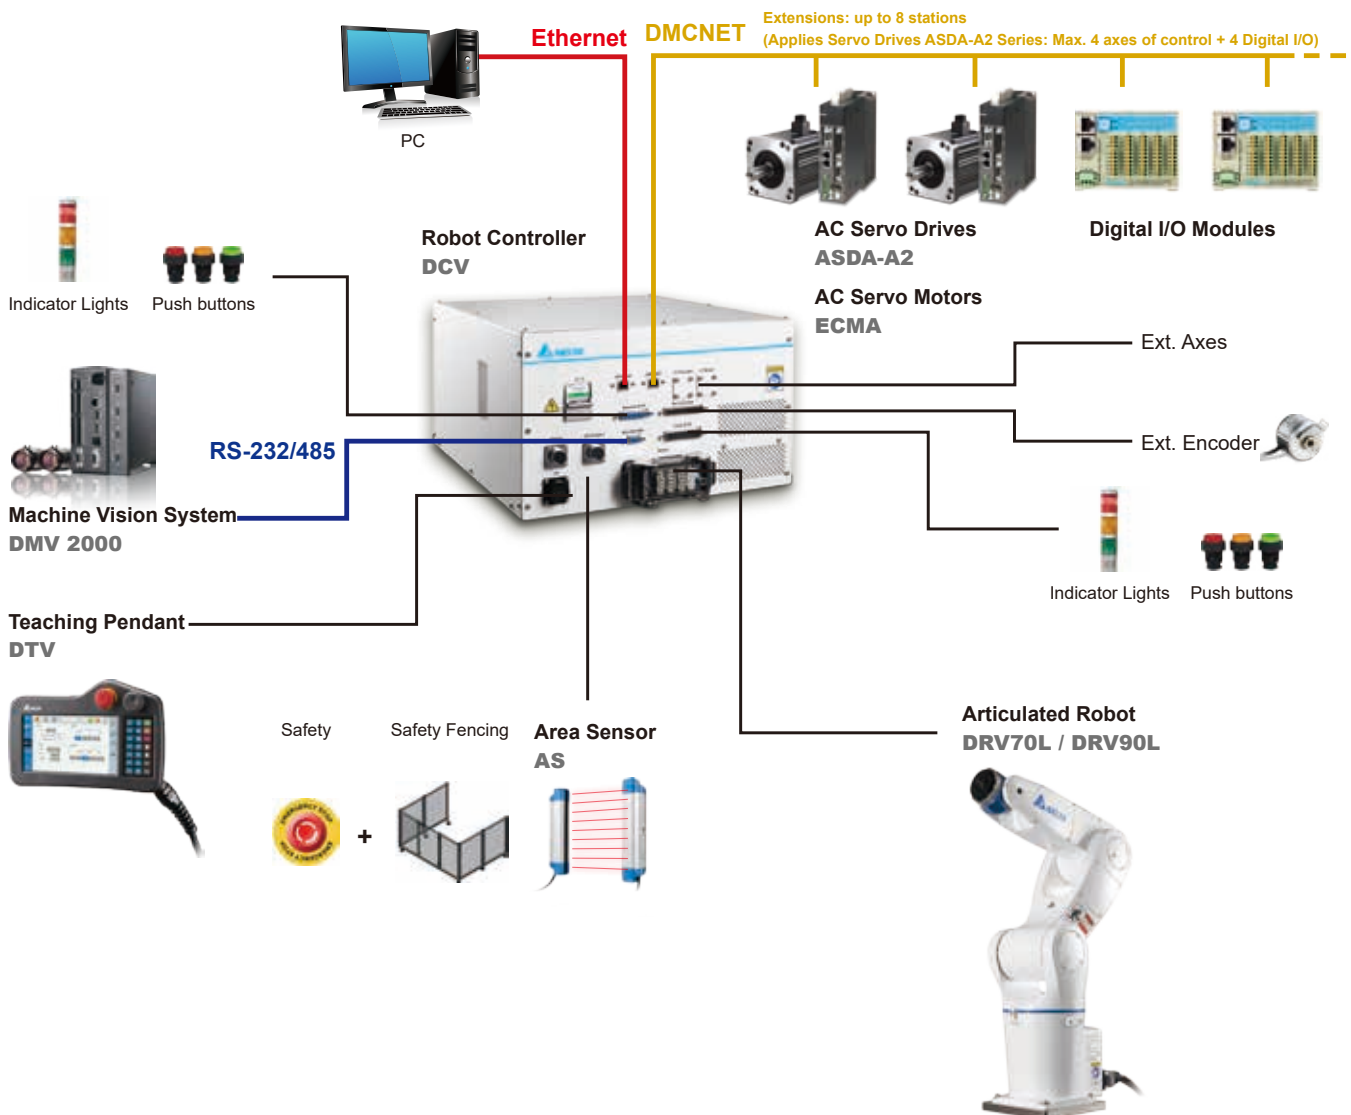 Ethernet
DMCNET
Extensions: up to 8 stations
(Applies Servo Drives ASDA-A2 Series: Max. 4 axes of control + 4 Digital I/O)
PC
AC Servo Drives
ASDA-A2
AC Servo Motors
ECMA
Digital I/O Modules
Robot Controller
DCV
Indicator Lights
Push buttons
Ext. Axes
Ext. Encoder
RS-232/485
Machine Vision System
DMV 2000
Indicator Lights
Push buttons
Teaching Pendant
DTV
Safety
Safety Fencing
Area Sensor
AS
EMERGENCY STOP
+
Articulated Robot
DRV70L / DRV90L